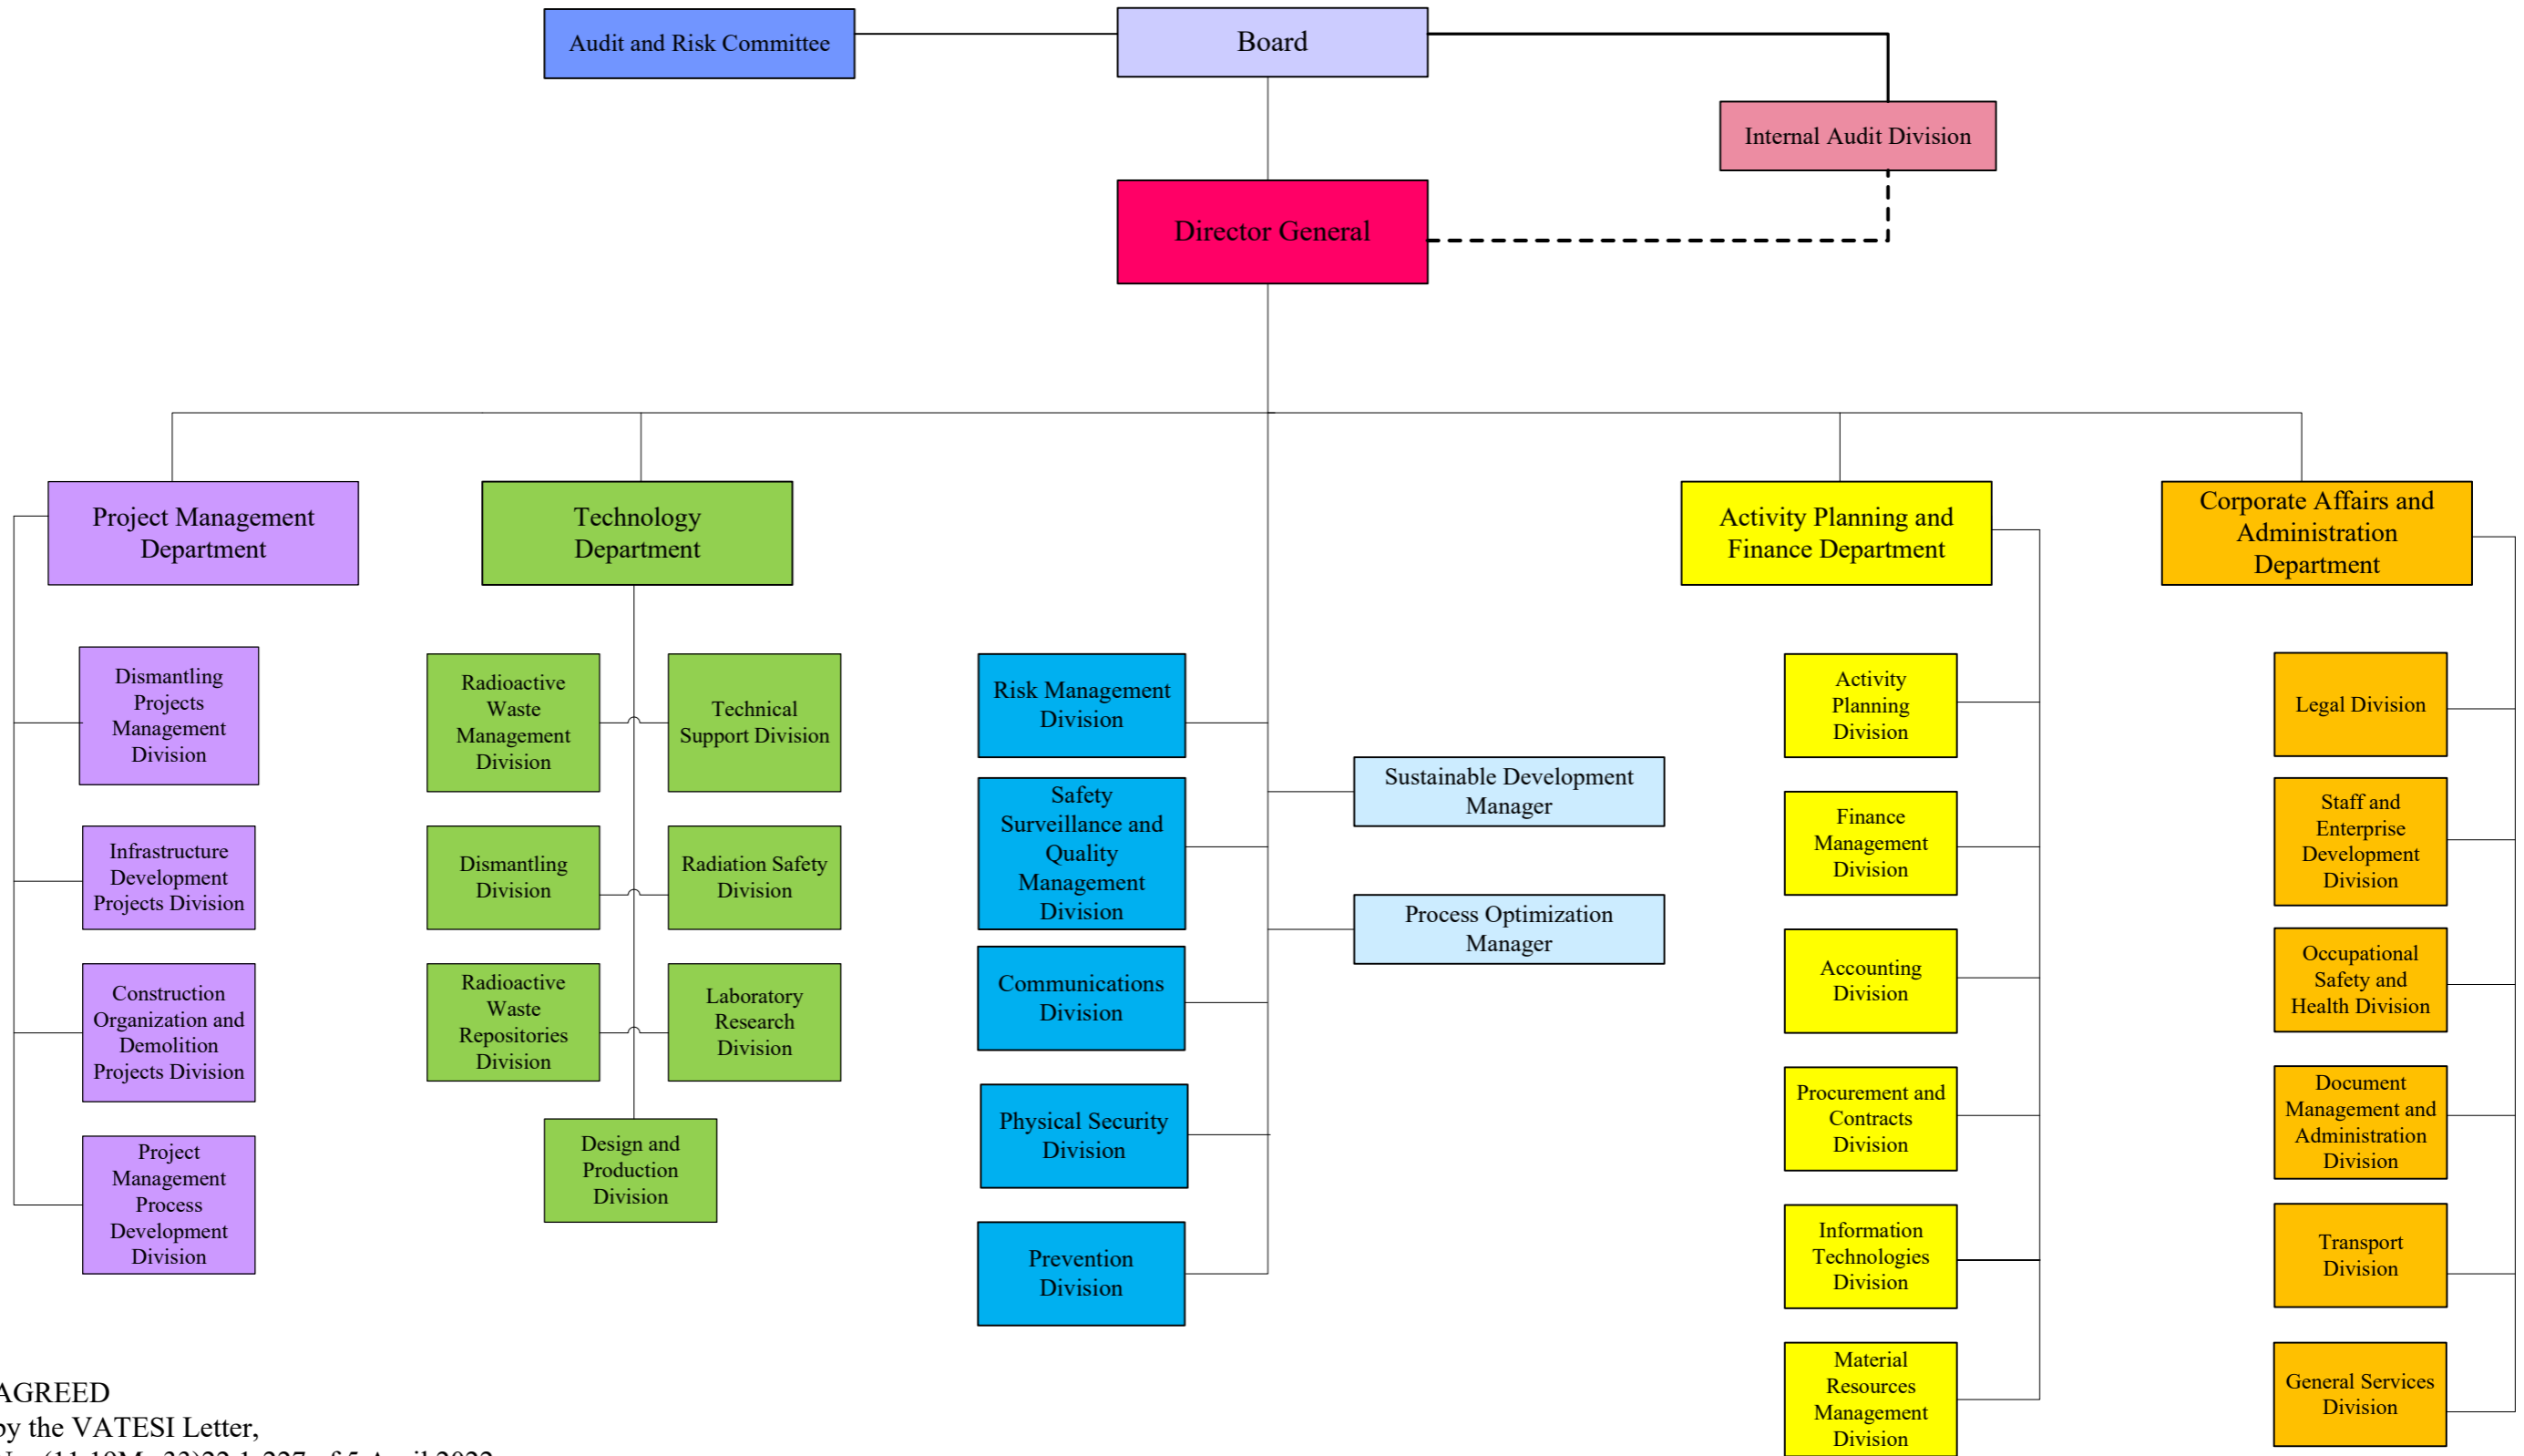 Audit and Risk Committee
Board
Internal Audit Division
Director General
Project Management
Department
Technology
Department
Activity Planning and
Finance Department
Corporate Affairs and
Administration
Department
Dismantling
Projects
Management
Division
Infrastructure
Development
Projects Division
Construction
Organization and
Demolition
Projects Division
Project
Management
Process
Development
Division
Radioactive
Waste
Management
Division
Technical
Support Division
Dismantling
Division
Radiation Safety
Division
Radioactive
Waste
Repositories
Division
Laboratory
Research
Division
Design and
Production
Division
Risk Management
Division
Safety
Surveillance and
Quality
Management
Division
Communications
Division
Physical Security
Division
Prevention
Division
Sustainable Development
Manager
Process Optimization
Manager
Activity
Planning
Division
Finance
Management
Division
Accounting
Division
Procurement and
Contracts
Division
Information
Technologies
Division
Material
Resources
Management
Division
Legal Division
Staff and
Enterprise
Development
Division
Occupational
Safety and
Health Division
Document
Management and
Administration
Division
Transport
Division
General Services
Division
AGREED
by the VATESI Letter,
of 5 April 2022